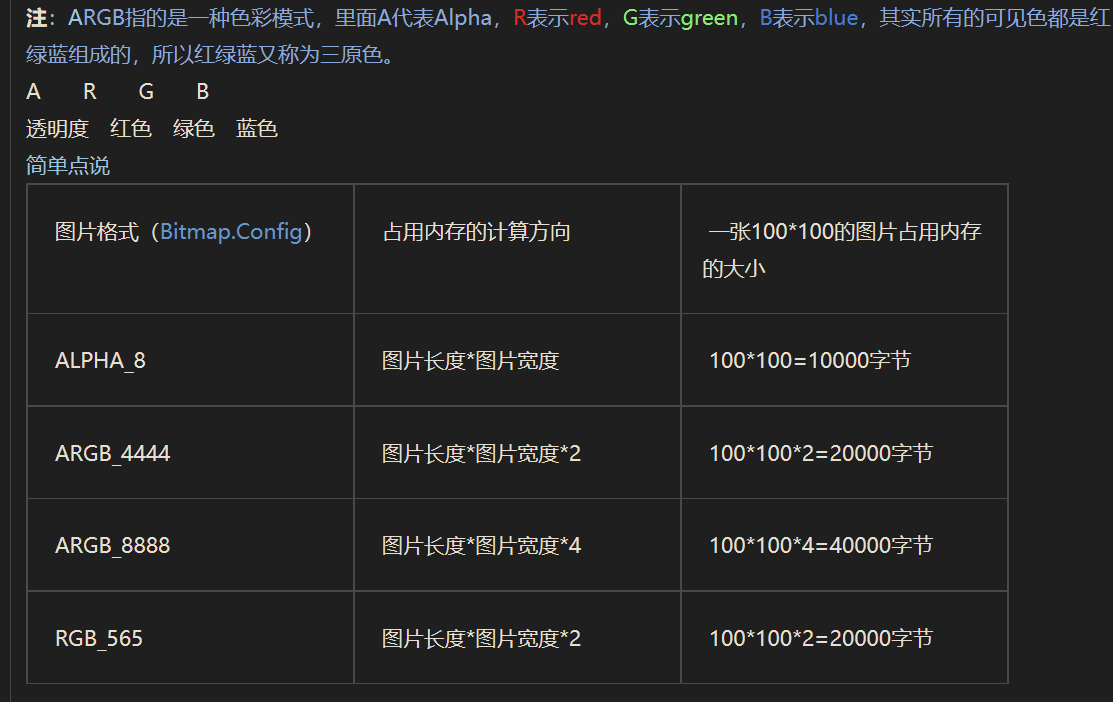 注：ARGB指的是一种色彩模式，里面A代表Alpha，R表示red，G表示green，B表示blue，其实所有的可见色都是红
绿蓝组成的，所以红绿蓝又称为三原色。
A R G B
透明度 红色 绿色 蓝色
简单点说
图片格式（Bitmap.Config） 占用内存的计算方向 一张100*100的图片占用内存
的大小
ALPHA_8 图片长度*图片宽度 100*100=10000字节
ARGB_4444 图片长度*图片宽度*2 100*100*2=20000字节
ARGB_8888 图片长度*图片宽度*4 100*100*4=40000字节
RGB_565 图片长度*图片宽度*2 100*100*2=20000字节